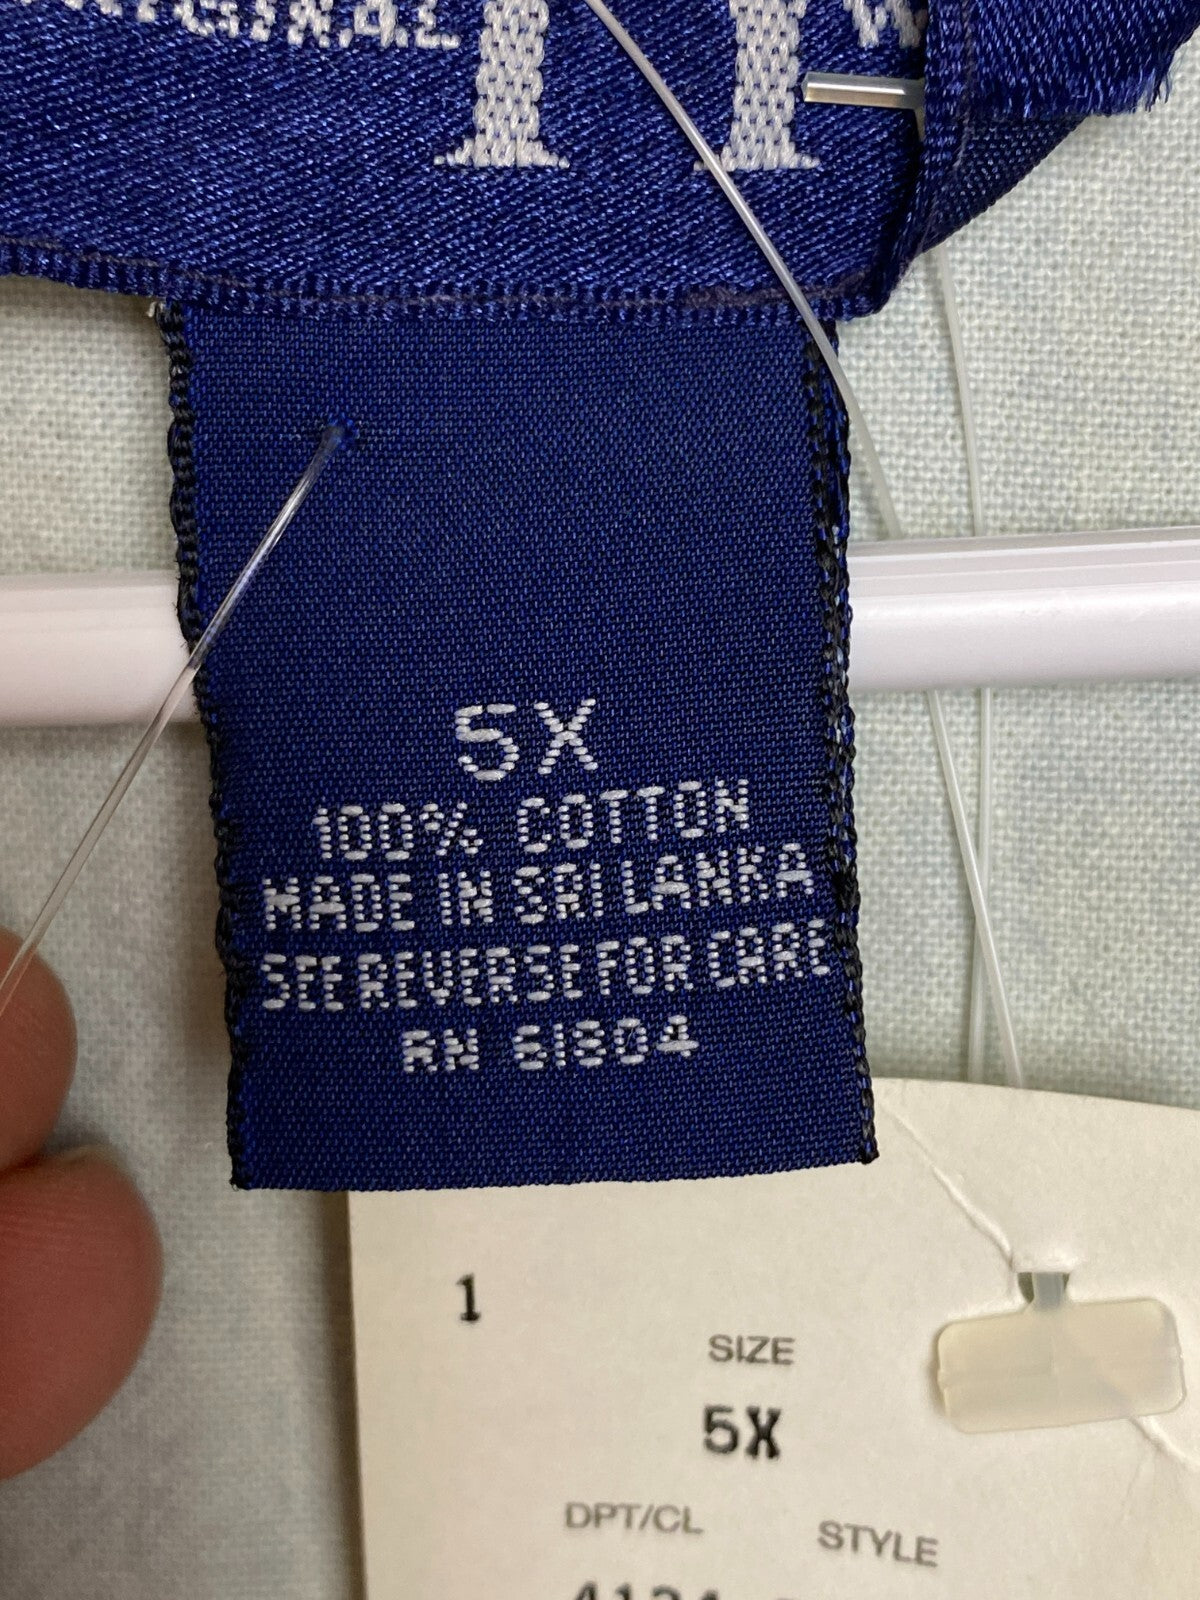 5X
100% COTTON
MADE IN SRI LANKA
SEE REVERSE FOR CARE
RN 61804
1
SIZE
5X
DPT/CL
STYLE